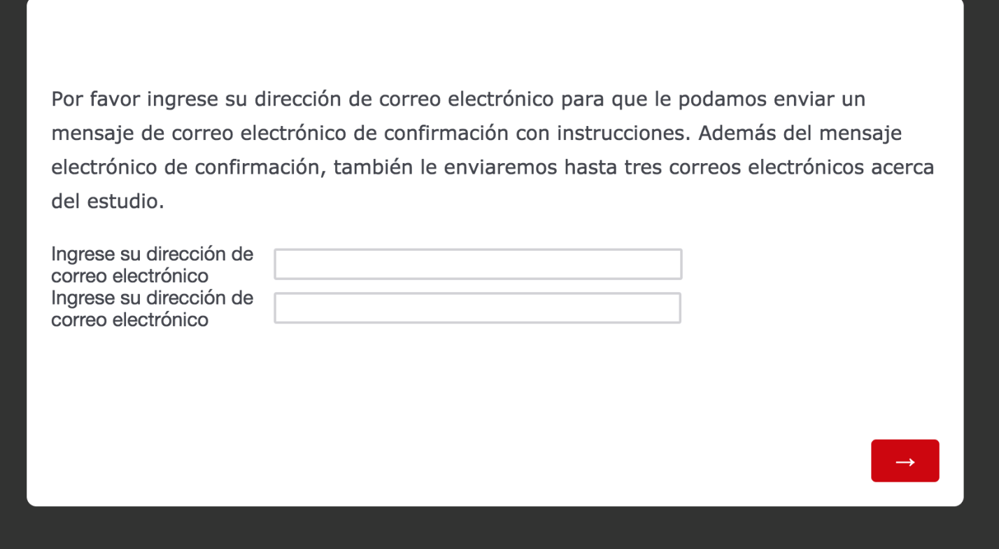 Por favor ingrese su dirección de correo electrónico para que le podamos enviar un
mensaje de correo electrónico de confirmación con instrucciones. Además del mensaje
electrónico de confirmación, también le enviaremos hasta tres correos electrónicos acerca
del estudio.
Ingrese su dirección de
correo electrónico
Ingrese su dirección de
correo electrónico
→